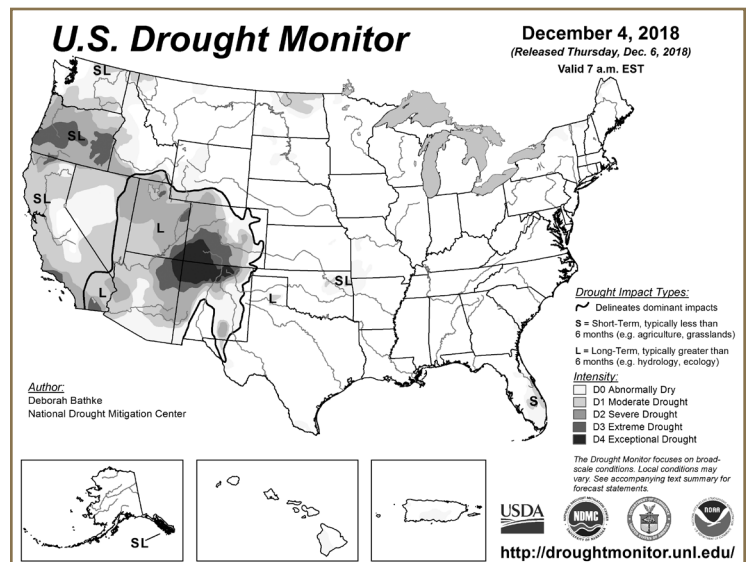 U.S. Drought Monitor
December 4, 2018
(Released Thursday, Dec. 6, 2018)
Valid 7 a.m. EST
SL
SL
SL
L
L
SL
L
S
Drought Impact Types:
Delineates dominant impacts
S = Short-Term, typically less than
6 months (e.g. agriculture, grasslands)
L = Long-Term, typically greater than
6 months (e.g. hydrology, ecology)
Intensity:
D0 Abnormally Dry
D1 Moderate Drought
D2 Severe Drought
D3 Extreme Drought
D4 Exceptional Drought
Author:
Deborah Bathke
National Drought Mitigation Center
The Drought Monitor focuses on broad-
scale conditions. Local conditions may
vary. See accompanying text summary for
forecast statements.
SL
USDA
NDMC
NOAA
http://droughtmonitor.unl.edu/